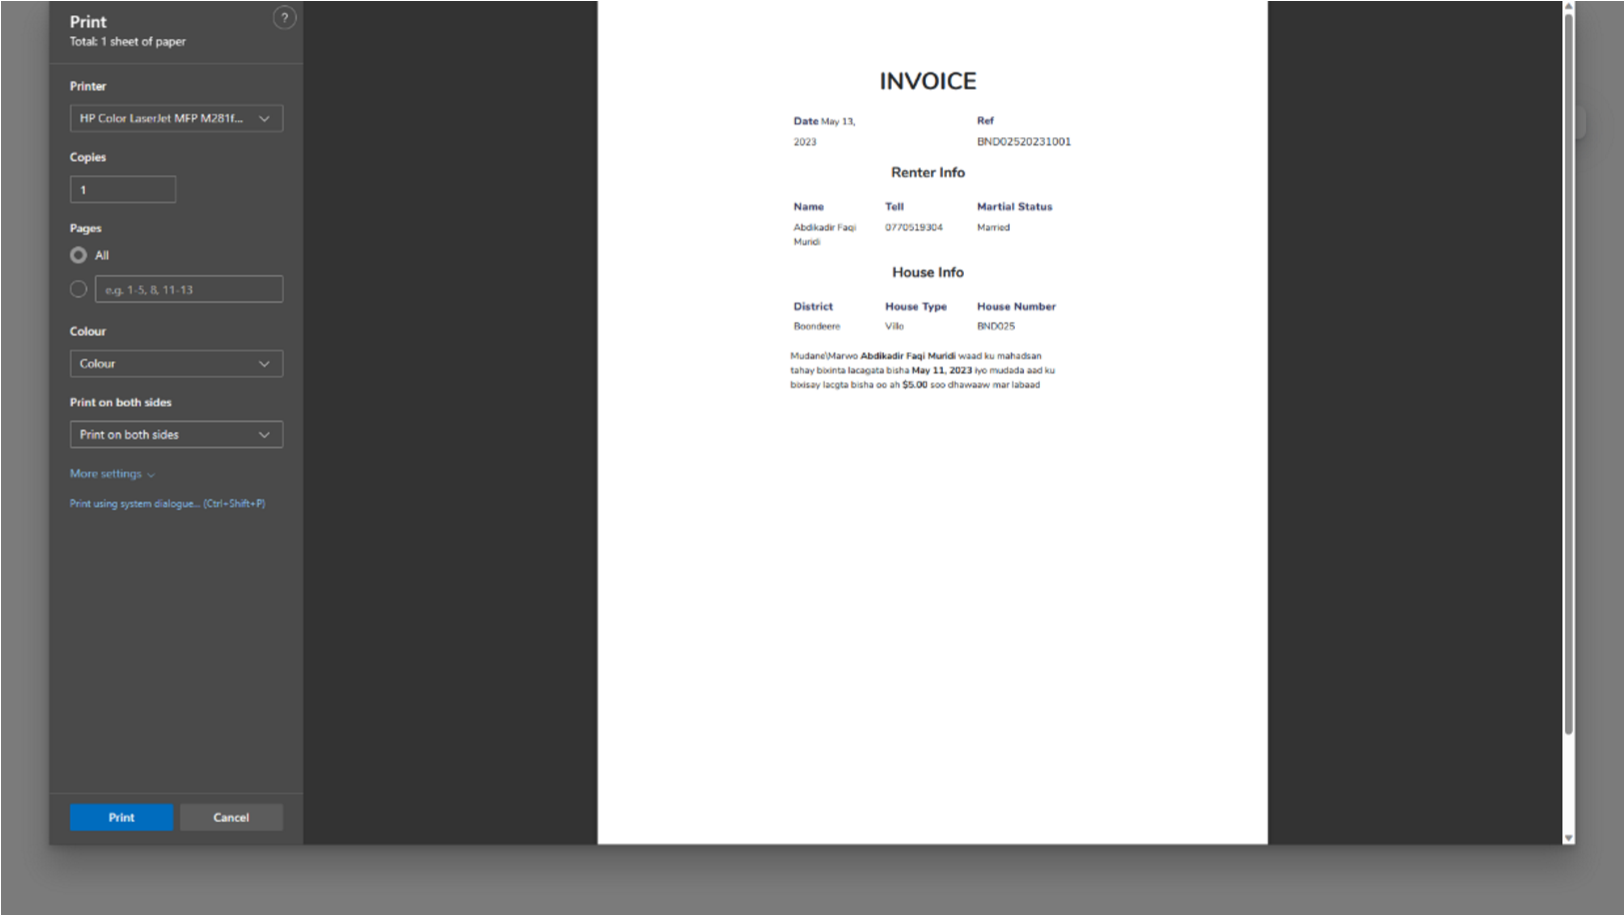 Print
Total: 1 sheet of paper
?
Printer
HP Color LaserJet MFP M281f...
Copies
1
Pages
All
e.g. 1-5, 8, 11-13
Colour
Colour
Print on both sides
Print on both sides
More settings
Print using system dialogue... (Ctrl+Shift+P)
Print Cancel
INVOICE
Date May 13, Ref
2023 BND02520231001
Renter Info
Name Tell Martial Status
Abdikadir Faqi 0770519304 Married
Muridi
House Info
District House Type House Number
Boondeere Villo BND025
Mudane\Marwo Abdikadir Faqi Muridi waad ku mahadsan
tahay bixinta lacagata bisha May 11, 2023 iyo mudada aad ku
bixisay lacgta bisha oo ah $5.00 soo dhawaaw mar labaad